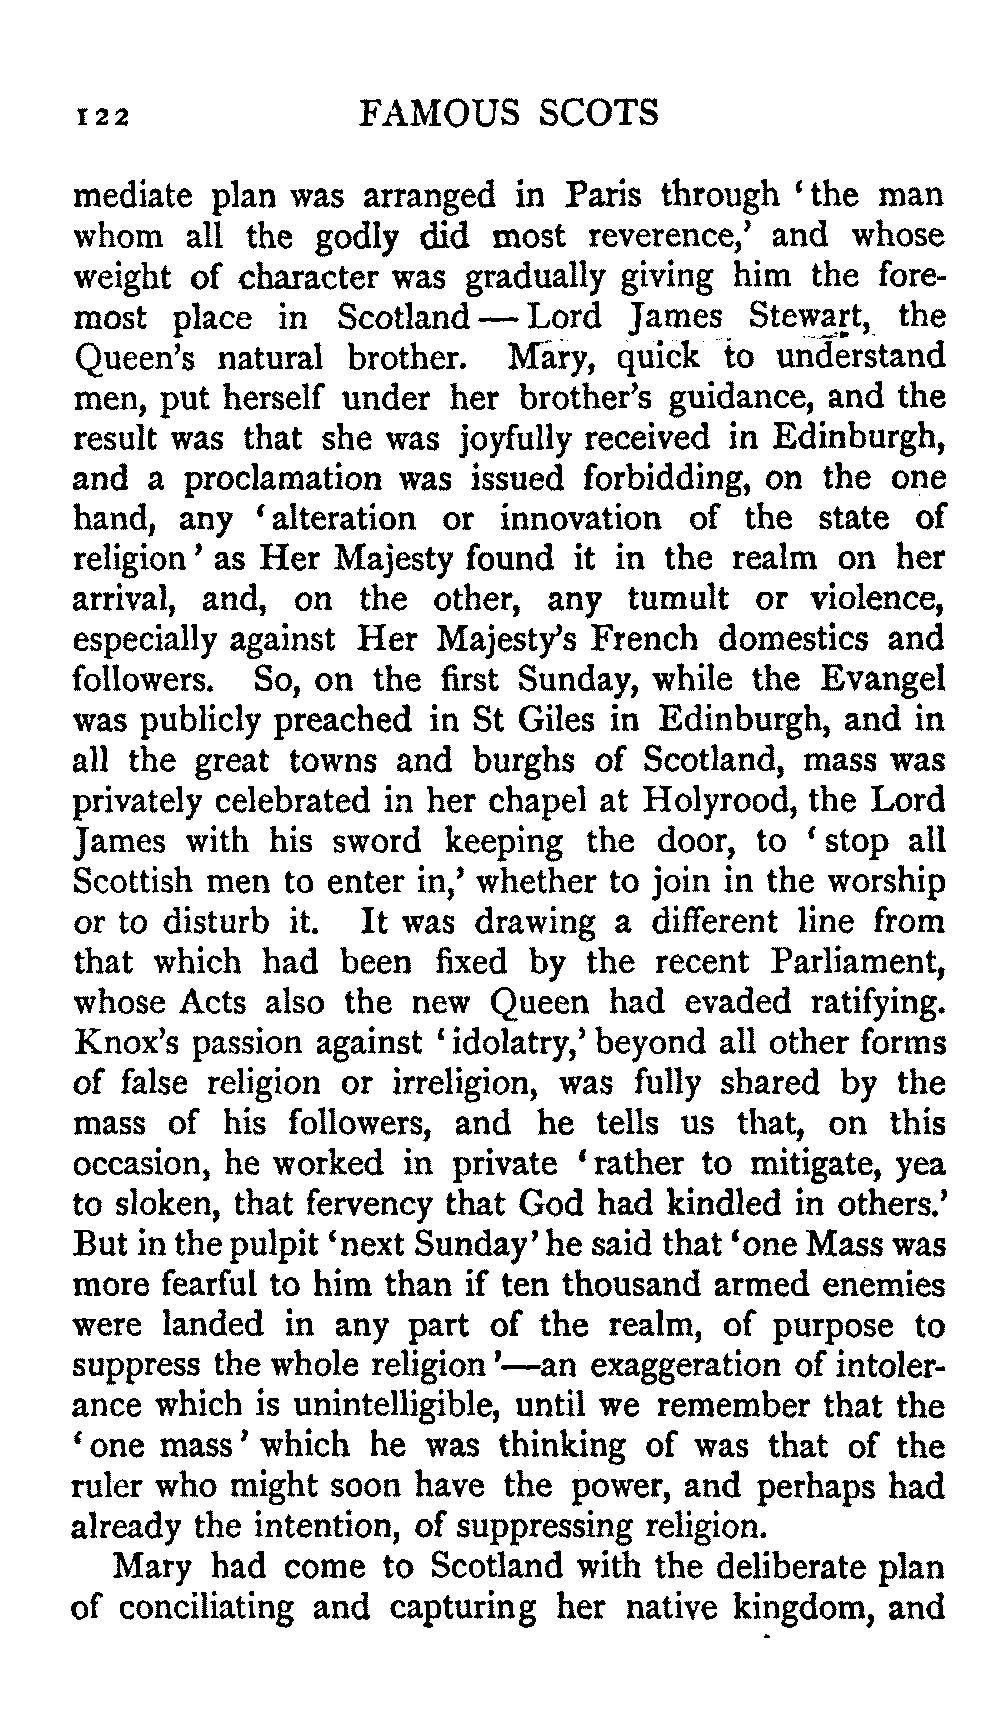 122 FAMOUS SCOTS
mediate plan was arranged in Paris through ‘the man
whom all the godly did most reverence,’ and whose
weight of character was gradually giving him the fore-
most place in Scotland — Lord James Stewart, the
Queen’s natural brother. Mary, quick to understand
men, put herself under her brother’s guidance, and the
result was that she was joyfully received in Edinburgh,
and a proclamation was issued forbidding, on the one
hand, any ‘alteration or innovation of the state of
religion’ as Her Majesty found it in the realm on her
arrival, and, on the other, any tumult or violence,
especially against Her Majesty’s French domestics and
followers. So, on the first Sunday, while the Evangel
was publicly preached in St Giles in Edinburgh, and in
all the great towns and burghs of Scotland, mass was
privately celebrated in her chapel at Holyrood, the Lord
James with his sword keeping the door, to ‘stop all
Scottish men to enter in,’ whether to join in the worship
or to disturb it. It was drawing a different line from
that which had been fixed by the recent Parliament,
whose Acts also the new Queen had evaded ratifying.
Knox’s passion against ‘idolatry,’ beyond all other forms
of false religion or irreligion, was fully shared by the
mass of his followers, and he tells us that, on this
occasion, he worked in private ‘rather to mitigate, yea
to sloken, that fervency that God had kindled in others.’
But in the pulpit ‘next Sunday’ he said that ‘one Mass was
more fearful to him than if ten thousand armed enemies
were landed in any part of the realm, of purpose to
suppress the whole religion’—an exaggeration of intoler-
ance which is unintelligible, until we remember that the
‘one mass’ which he was thinking of was that of the
ruler who might soon have the power, and perhaps had
already the intention, of suppressing religion.
Mary had come to Scotland with the deliberate plan
of conciliating and capturing her native kingdom, and